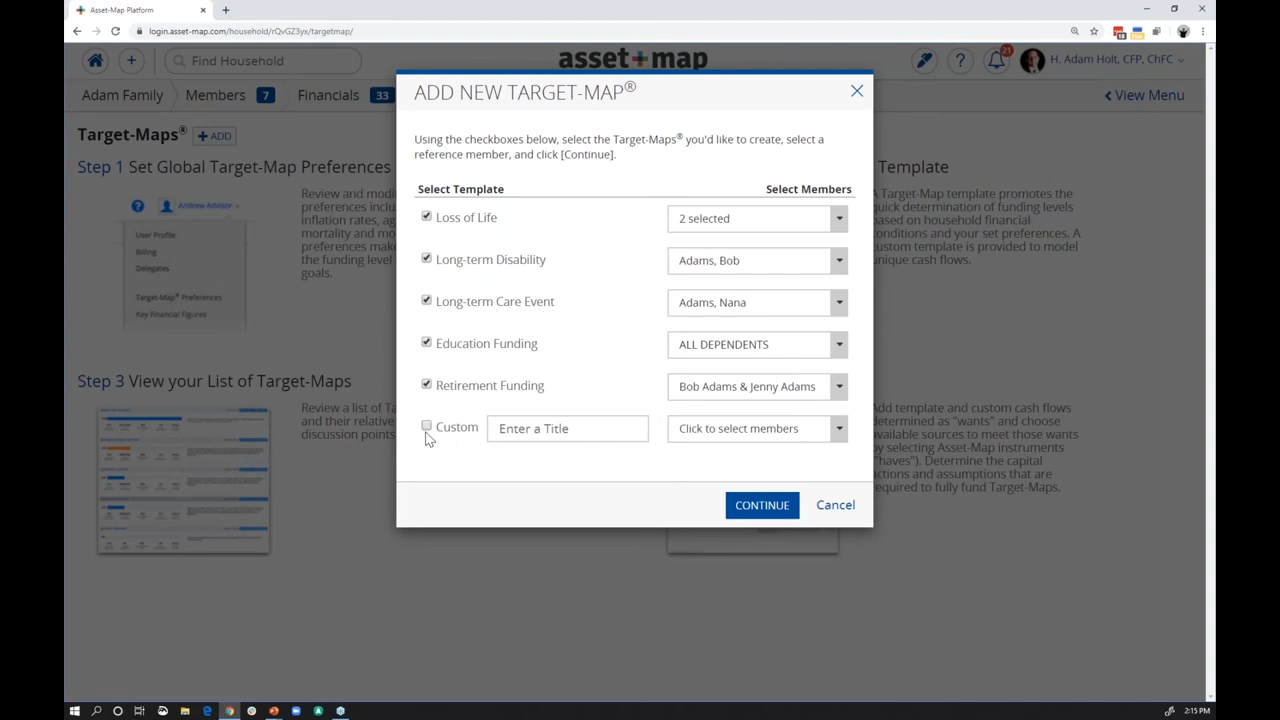 Asset-Map Platform
login.asset-map.com/household/rQvGZ3yx/targetmap/
Find Household
asset+map
21
H. Adam Holt, CFP, ChFC
Adam Family
Members 7
Financials 33
View Menu
Target-Maps®
+ADD
Step 1 Set Global Target-Map Preferences
Template
Review and modi
preferences inclu
inflation rates, ag
mortality and mo
preferences make
the funding level
goals.
Andrew Advisor
User Profile
Billing
Delegates
Target-Map® Preferences
Key Financial Figures
A Target-Map template promotes the
quick determination of funding levels
based on household financial
conditions and your set preferences. A
custom template is provided to model
unique cash flows.
Step 3 View your List of Target-Maps
Review a list of T
and their relative
discussion points
Add template and custom cash flows
determined as "wants" and choose
available sources to meet those wants
by selecting Asset-Map instruments
("haves"). Determine the capital
actions and assumptions that are
required to fully fund Target-Maps.
ADD NEW TARGET-MAP®
Using the checkboxes below, select the Target-Maps® you'd like to create, select a
reference member, and click [Continue].
Select Template
Select Members
Loss of Life
2 selected
Long-term Disability
Adams, Bob
Long-term Care Event
Adams, Nana
Education Funding
ALL DEPENDENTS
Retirement Funding
Bob Adams & Jenny Adams
Custom
Enter a Title
Click to select members
CONTINUE
Cancel
2:15 PM